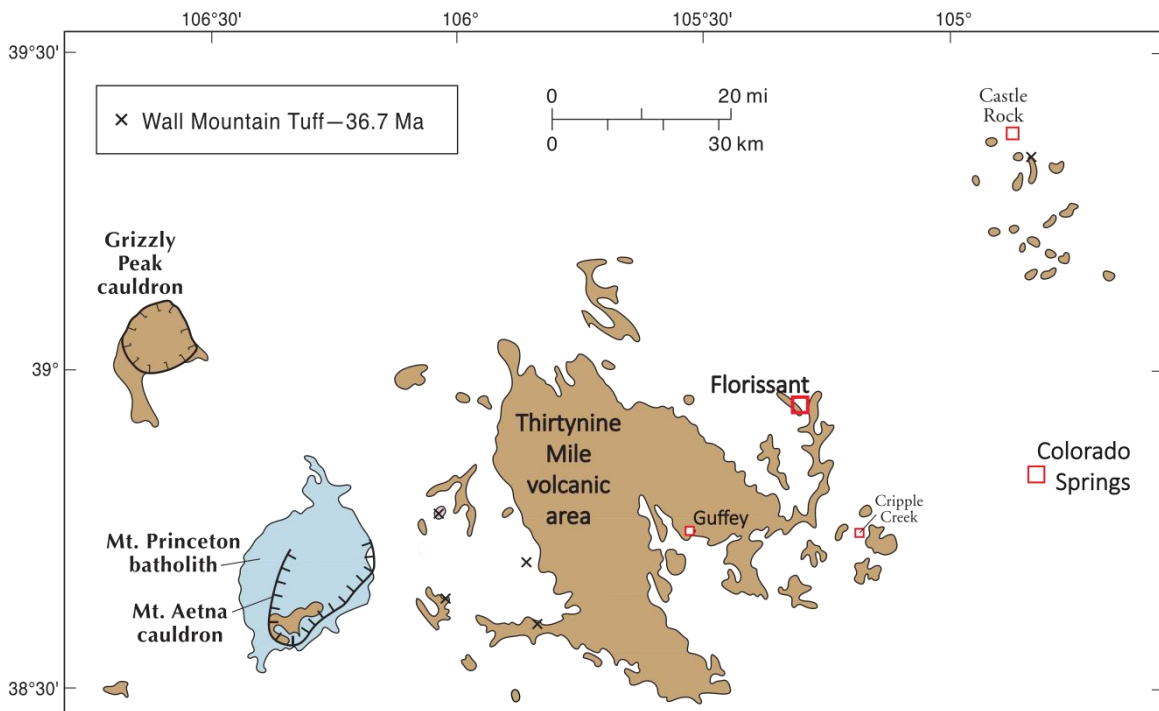 106°30'
106°
105°30'
105°
39°30'
× Wall Mountain Tuff—36.7 Ma
0
20 mi
0
30 km
Castle
Rock
Grizzly
Peak
cauldron
39°
Florissant
Thirtynine
Mile
volcanic
area
Colorado
Springs
Guffey
Cripple
Creek
Mt. Princeton
batholith
Mt. Aetna
cauldron
38°30'